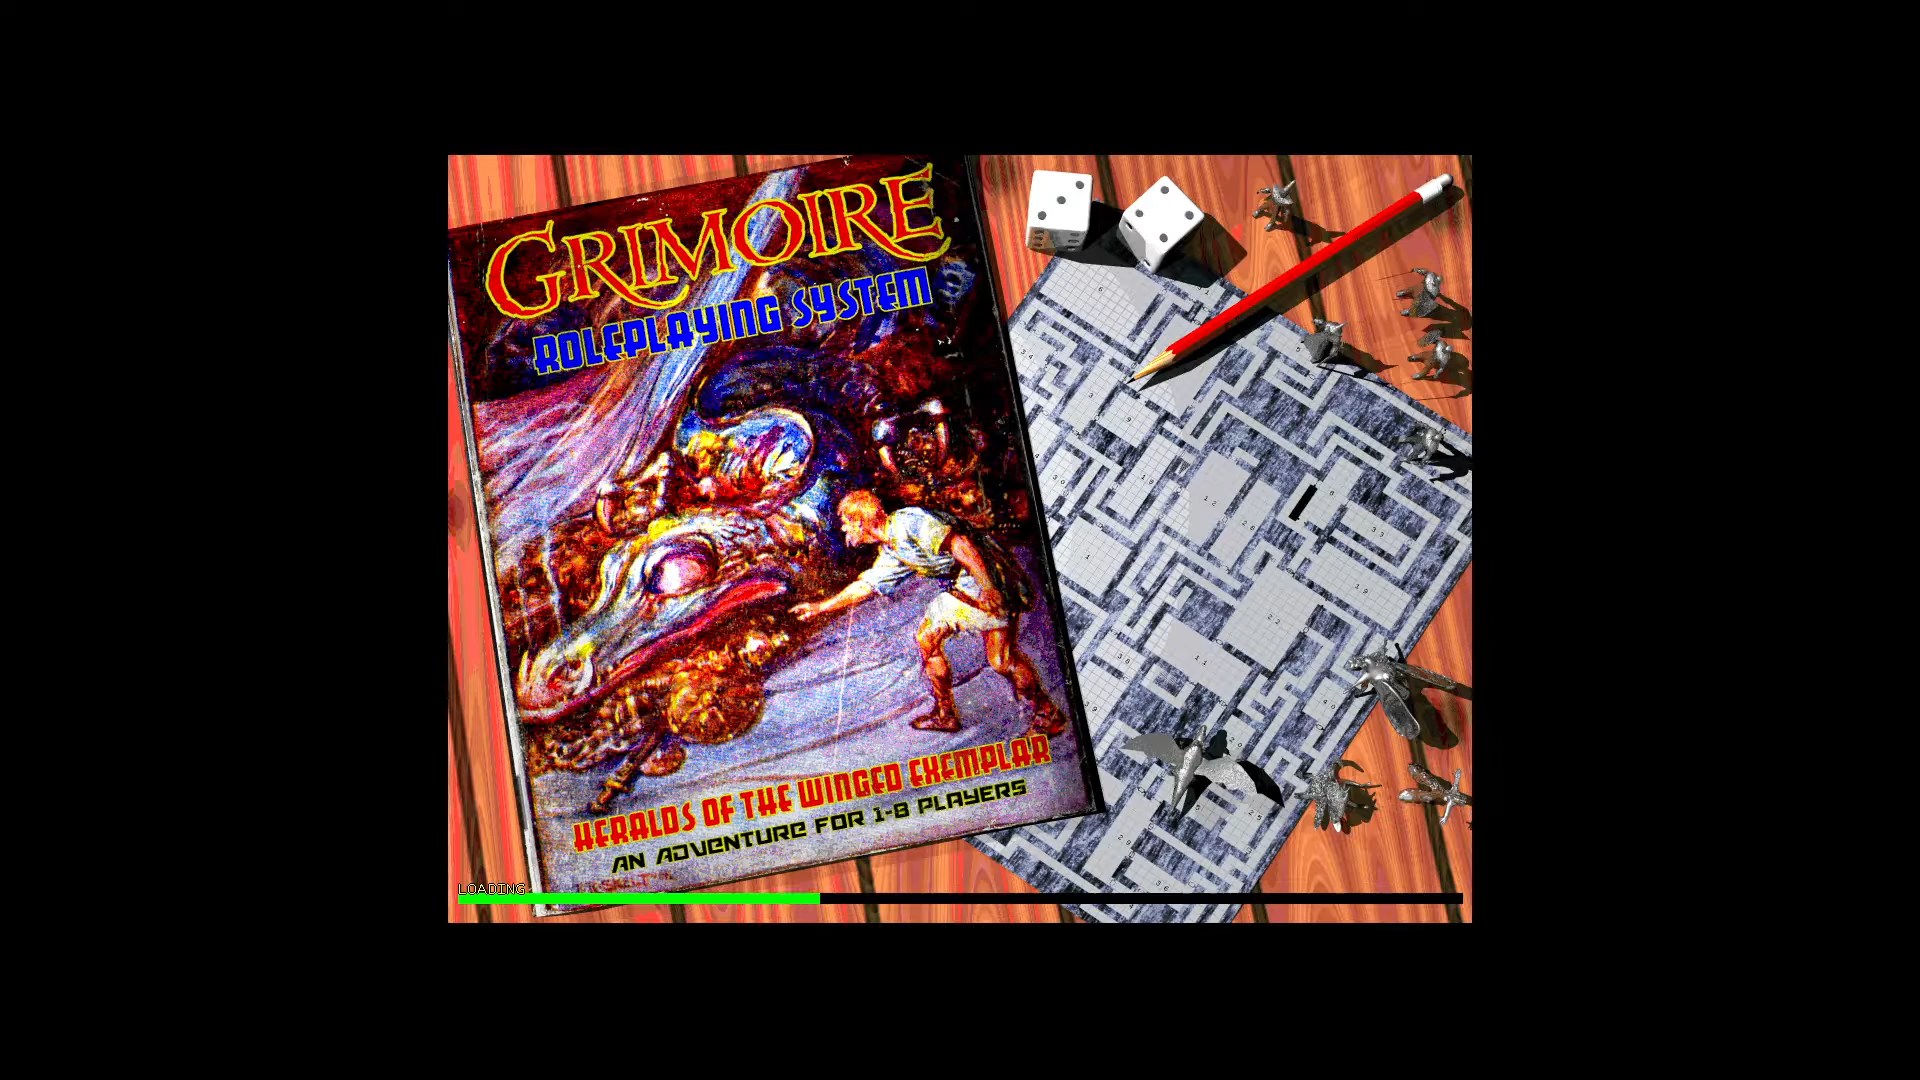 GRIMOIRE
ROLEPLAYING SYSTEM
HERALDS OF THE WINGED EXEMPLAR
AN ADVENTURE FOR 1-8 PLAYERS
LOADING